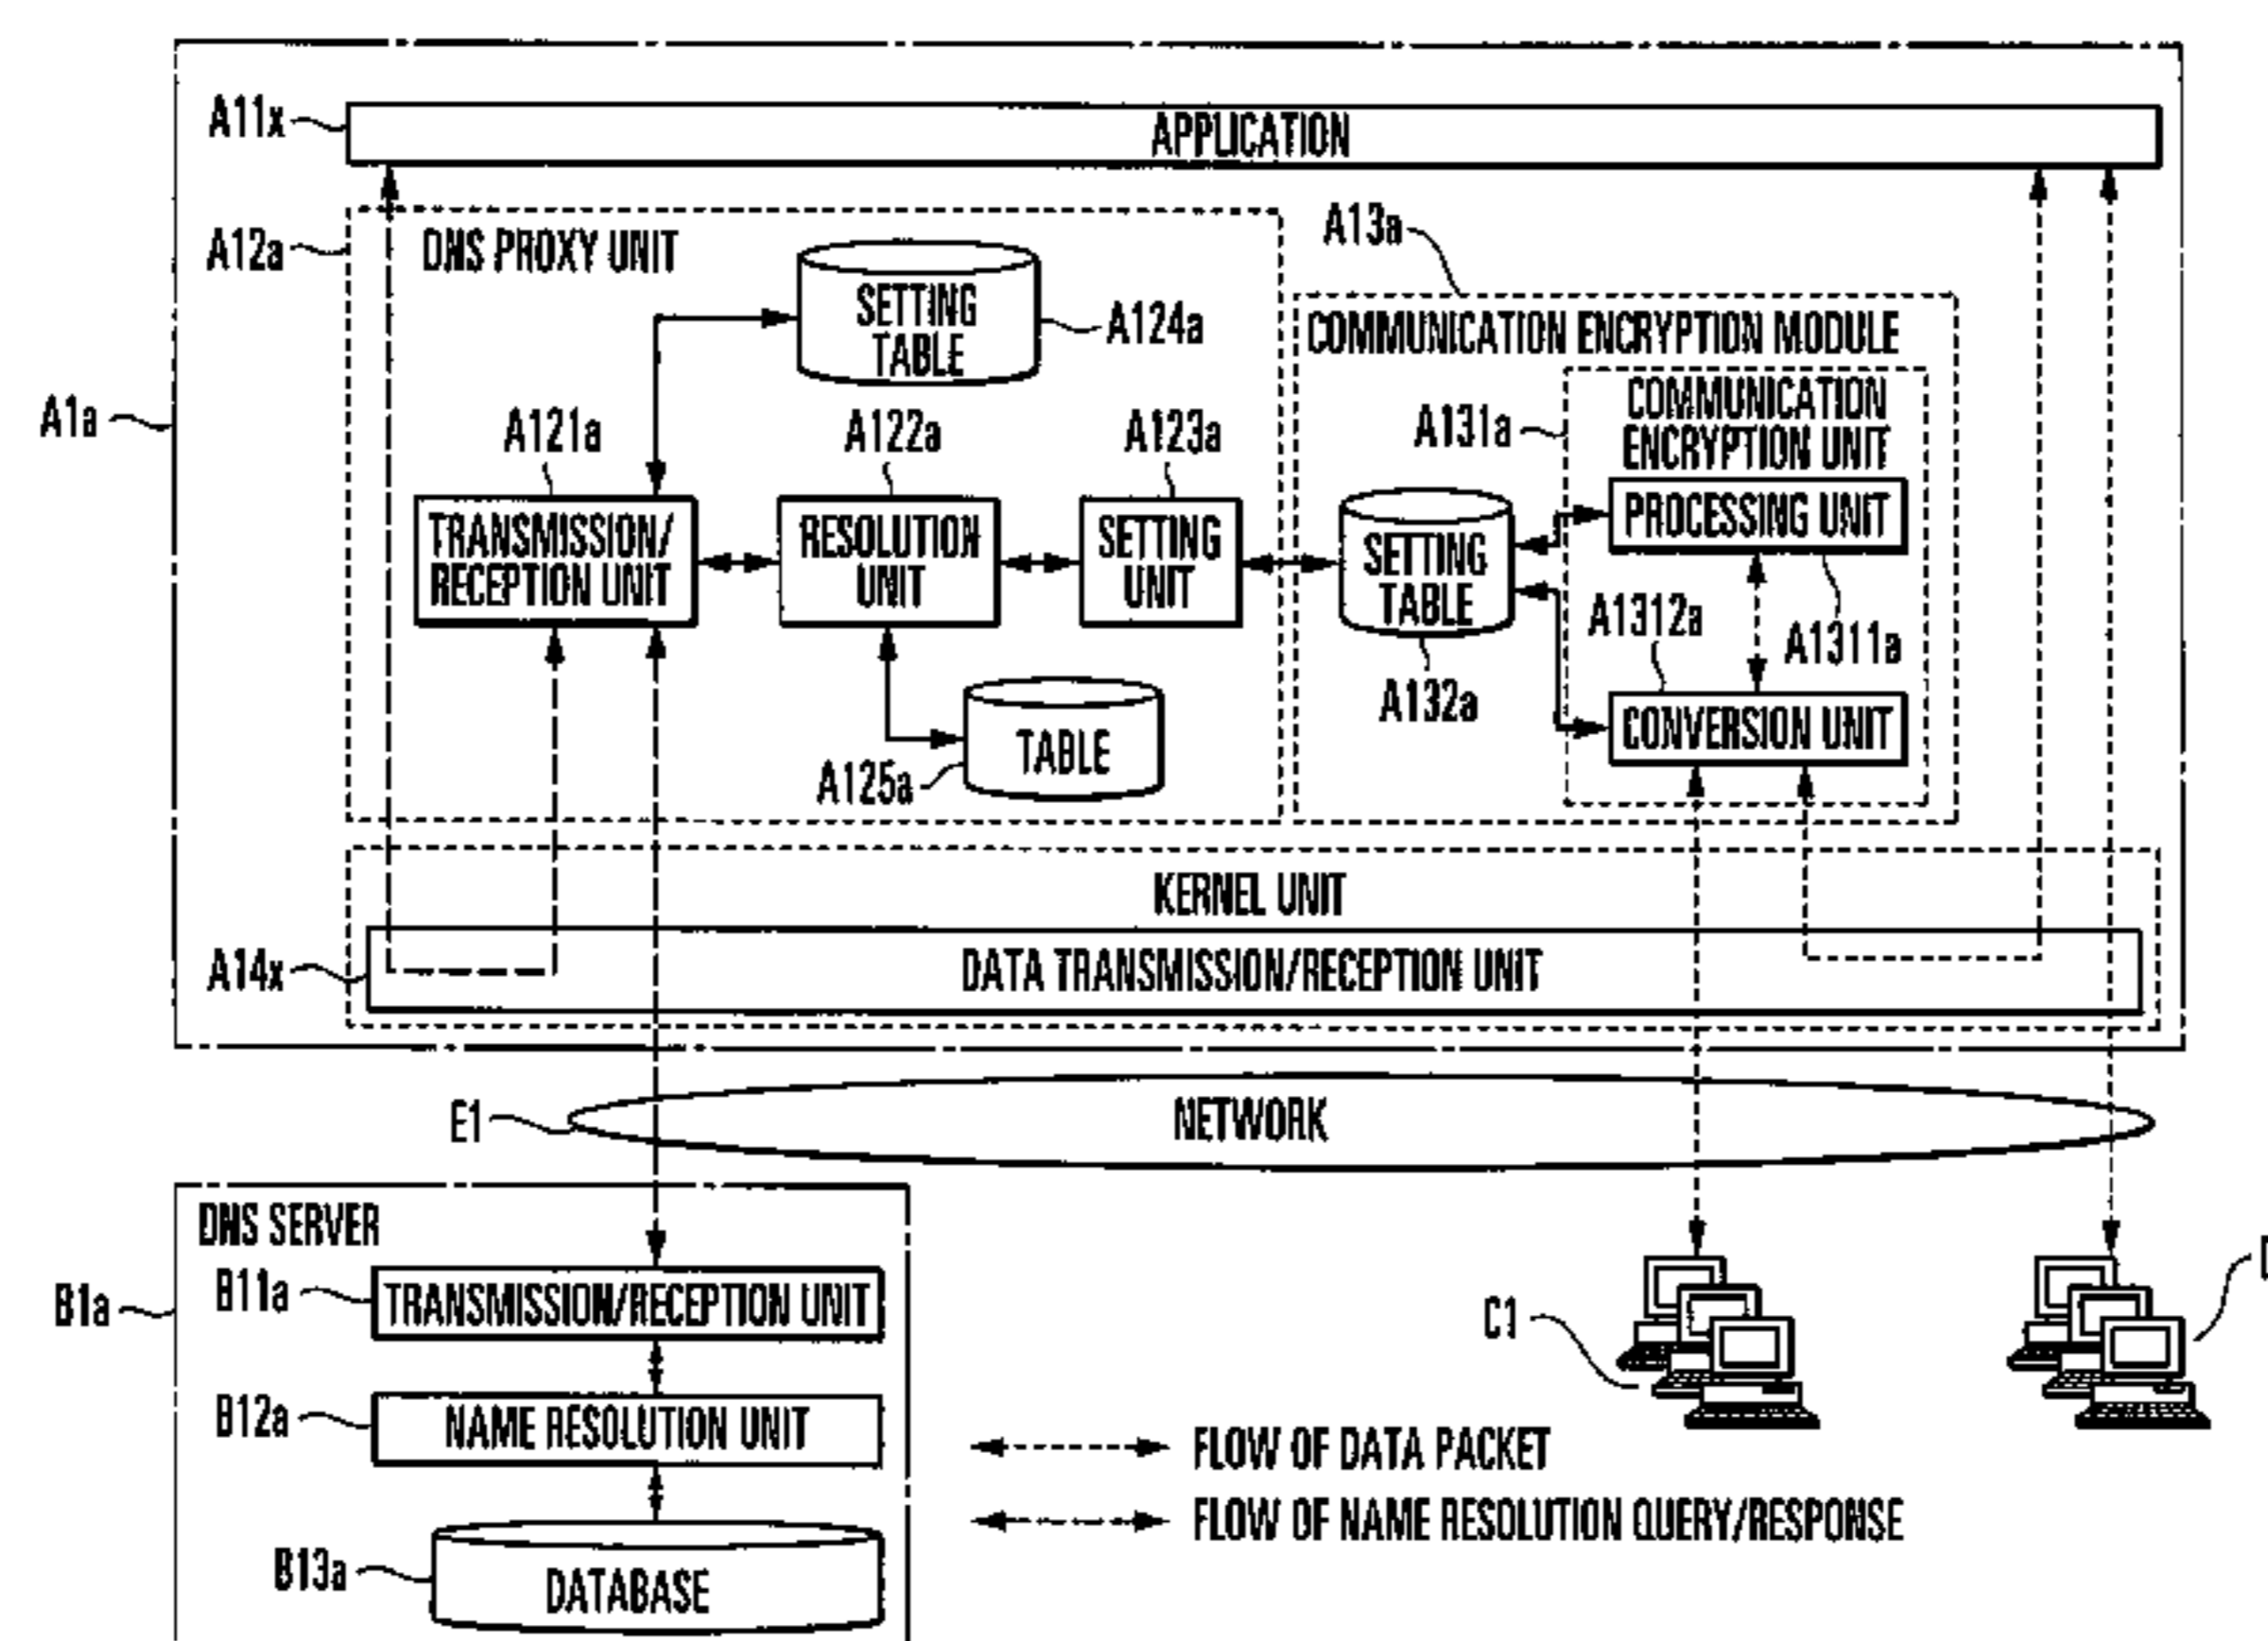 A11x
APPLICATION
A12a
DNS PROXY UNIT
A13a
SETTING
TABLE
A124a
COMMUNICATION ENCRYPTION MODULE
A1a
COMMUNICATION
ENCRYPTION UNIT
A131a
A121a
A122a
A123a
TRANSMISSION/
RECEPTION UNIT
RESOLUTION
UNIT
SETTING
UNIT
SETTING
TABLE
PROCESSING UNIT
A1312a
A1311a
A132a
CONVERSION UNIT
TABLE
A125a
KERNEL UNIT
A14x
DATA TRANSMISSION/RECEPTION UNIT
E1
NETWORK
DNS SERVER
B1a
B11a
TRANSMISSION/RECEPTION UNIT
C1
B12a
NAME RESOLUTION UNIT
FLOW OF DATA PACKET
FLOW OF NAME RESOLUTION QUERY/RESPONSE
B13a
DATABASE